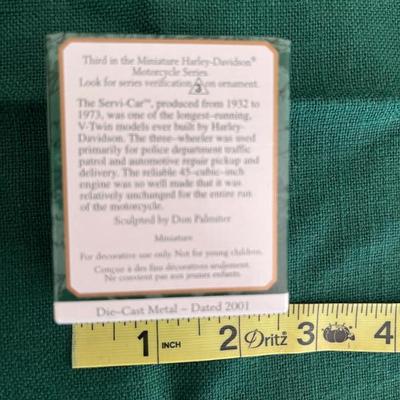 Third in the Miniature Harley-Davidson®
Motorcycle Series.
Look for series verification 3 on ornament.
The Servi-Car™, produced from 1932 to
1973, was one of the longest-running,
V-Twin models ever built by Harley-
Davidson. The three-wheeler was used
primarily for police department traffic
patrol and automotive repair pickup and
delivery. The reliable 45-cubic-inch
engine was so well made that it was
relatively unchanged for the entire run
of the motorcycle.
Sculpted by Don Palmiter
Miniature
For decorative use only. Not for young children.
Conçue à des fins décoratives seulement.
Ne convient pas aux jeunes enfants.
Die-Cast Metal – Dated 2001
1 INCH 2 Dritz 3 4